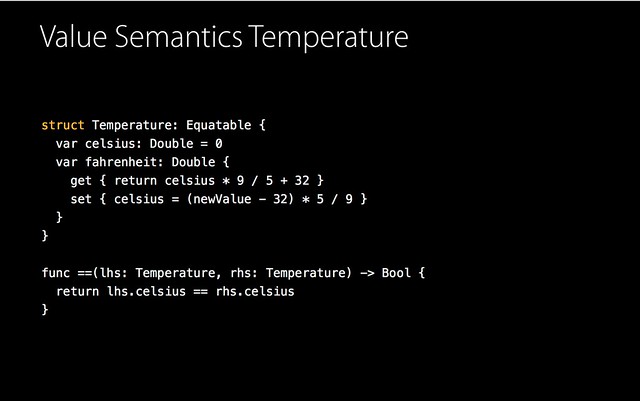 Value Semantics Temperature
struct Temperature: Equatable {
  var celsius: Double = 0
  var fahrenheit: Double {
    get { return celsius * 9 / 5 + 32 }
    set { celsius = (newValue - 32) * 5 / 9 }
  }
}
func ==(lhs: Temperature, rhs: Temperature) -> Bool {
  return lhs.celsius == rhs.celsius
}